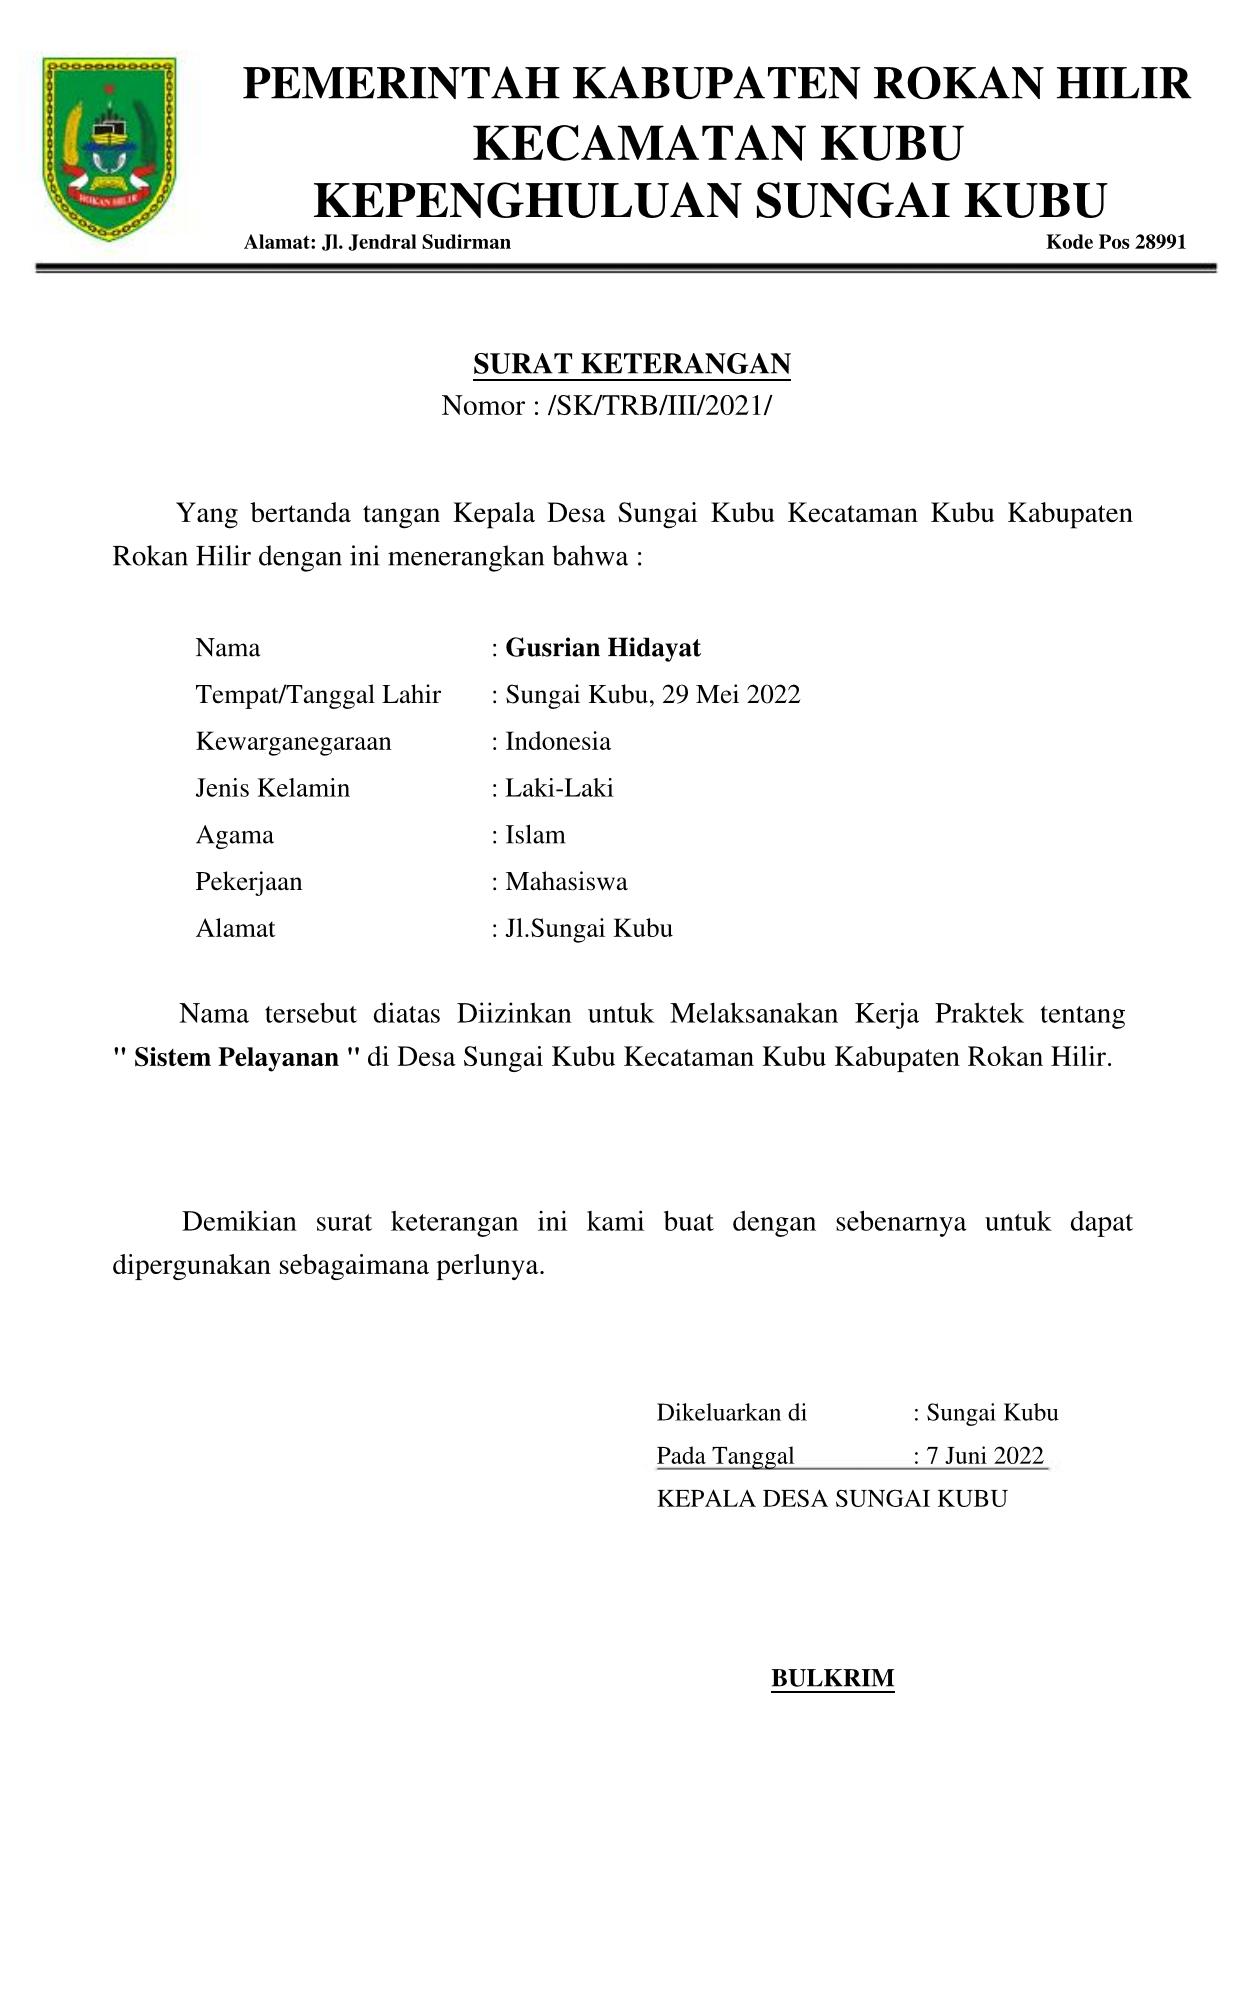 PEMERINTAH KABUPATEN ROKAN HILIR
KECAMATAN KUBU
KEPENGHULUAN SUNGAI KUBU
Alamat: Jl. Jendral Sudirman Kode Pos 28991
ROKAN HILIR
SURAT KETERANGAN
Nomor : /SK/TRB/III/2021/
Yang bertanda tangan Kepala Desa Sungai Kubu Kecataman Kubu Kabupaten
Rokan Hilir dengan ini menerangkan bahwa :
Nama : Gusrian Hidayat
Tempat/Tanggal Lahir : Sungai Kubu, 29 Mei 2022
Kewarganegaraan : Indonesia
Jenis Kelamin : Laki-Laki
Agama : Islam
Pekerjaan : Mahasiswa
Alamat : Jl.Sungai Kubu
Nama tersebut diatas Diizinkan untuk Melaksanakan Kerja Praktek tentang
" Sistem Pelayanan " di Desa Sungai Kubu Kecataman Kubu Kabupaten Rokan Hilir.
Demikian surat keterangan ini kami buat dengan sebenarnya untuk dapat
dipergunakan sebagaimana perlunya.
Dikeluarkan di : Sungai Kubu
Pada Tanggal : 7 Juni 2022
KEPALA DESA SUNGAI KUBU
BULKRIM